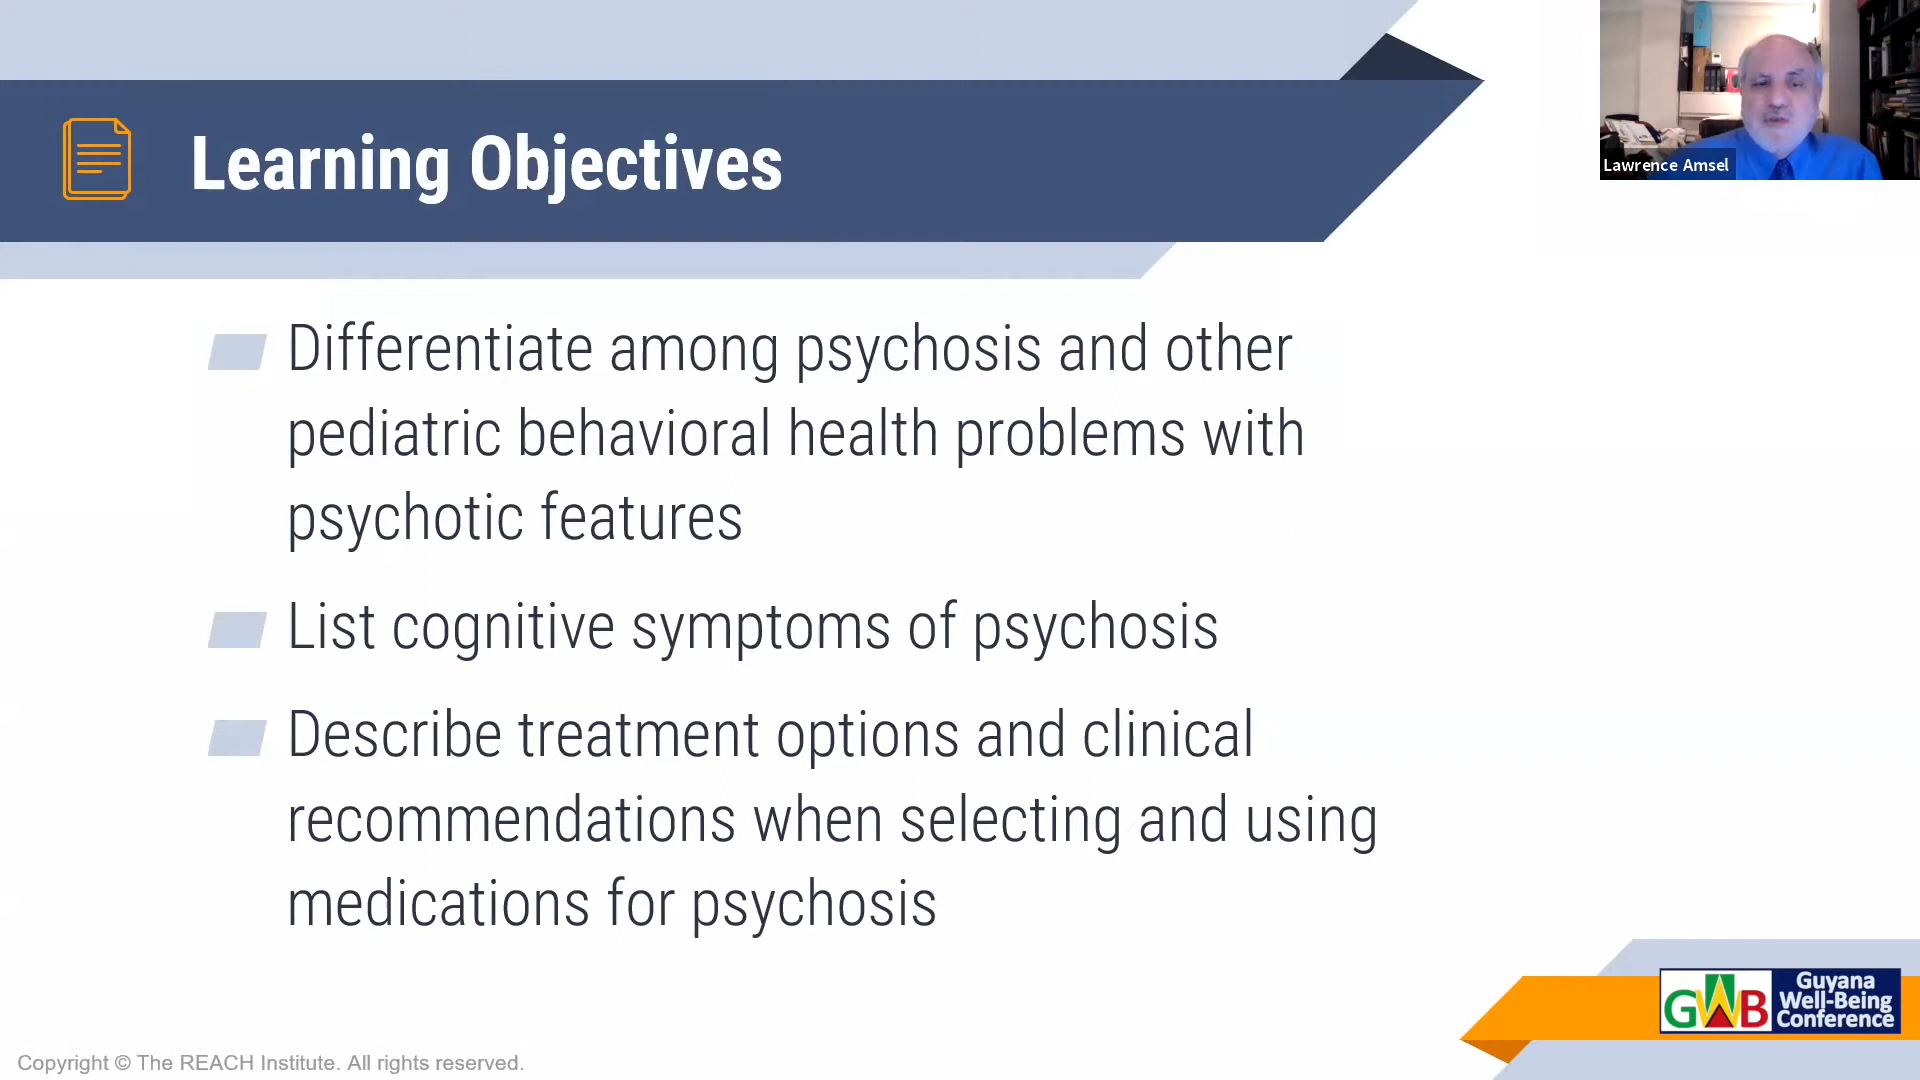 Learning Objectives
Lawrence Amsel
Differentiate among psychosis and other
pediatric behavioral health problems with
psychotic features
List cognitive symptoms of psychosis
Describe treatment options and clinical
recommendations when selecting and using
medications for psychosis
GWB
Guyana
Well-Being
Conference
Copyright © The REACH Institute. All rights reserved.